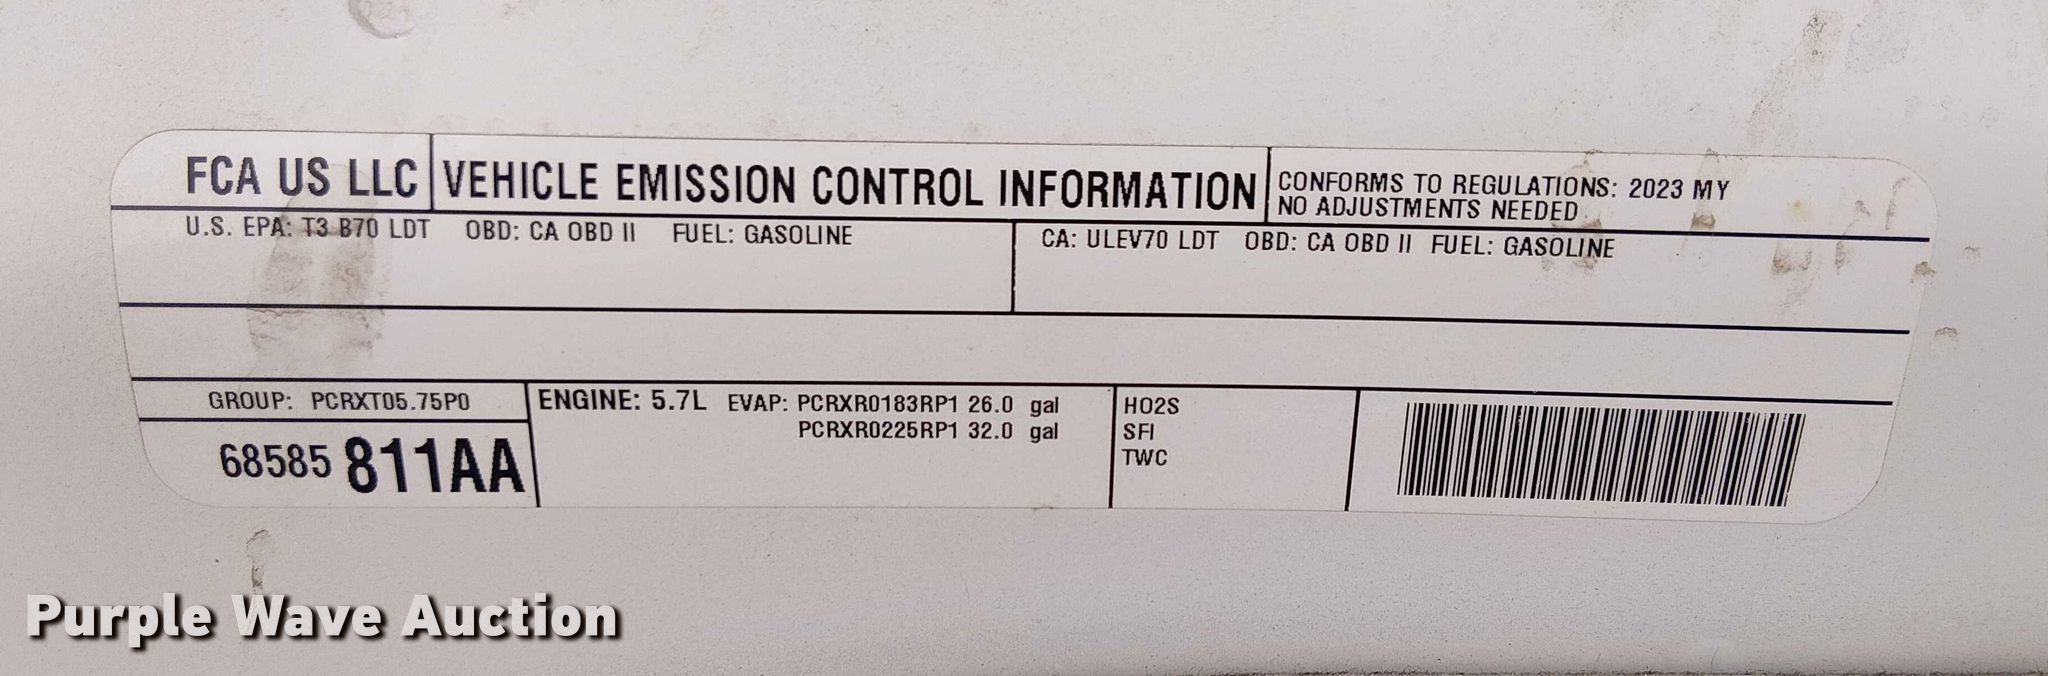 FCA US LLC
VEHICLE EMISSION CONTROL INFORMATION
CONFORMS TO REGULATIONS: 2023 MY
NO ADJUSTMENTS NEEDED
U.S. EPA: T3 B70 LDT OBD: CA OBD II FUEL: GASOLINE
CA: ULEV70 LDT OBD: CA OBD II FUEL: GASOLINE
GROUP: PCRXT05.75P0
68585 811AA
ENGINE: 5.7L EVAP: PCRXR0183RP1 26.0 gal
PCRXR0225RP1 32.0 gal
HO2S
SFI
TWC
Purple Wave Auction